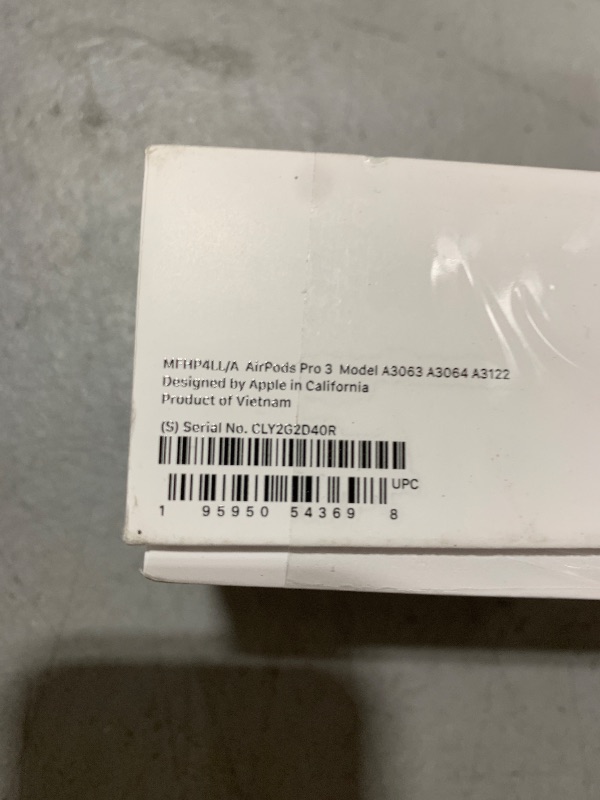 MFHP4LL/A AirPods Pro 3 Model A3063 A3064 A3122
Designed by Apple in California
Product of Vietnam
(S) Serial No. CLY2G2D40R
UPC
1 95950 54369 8